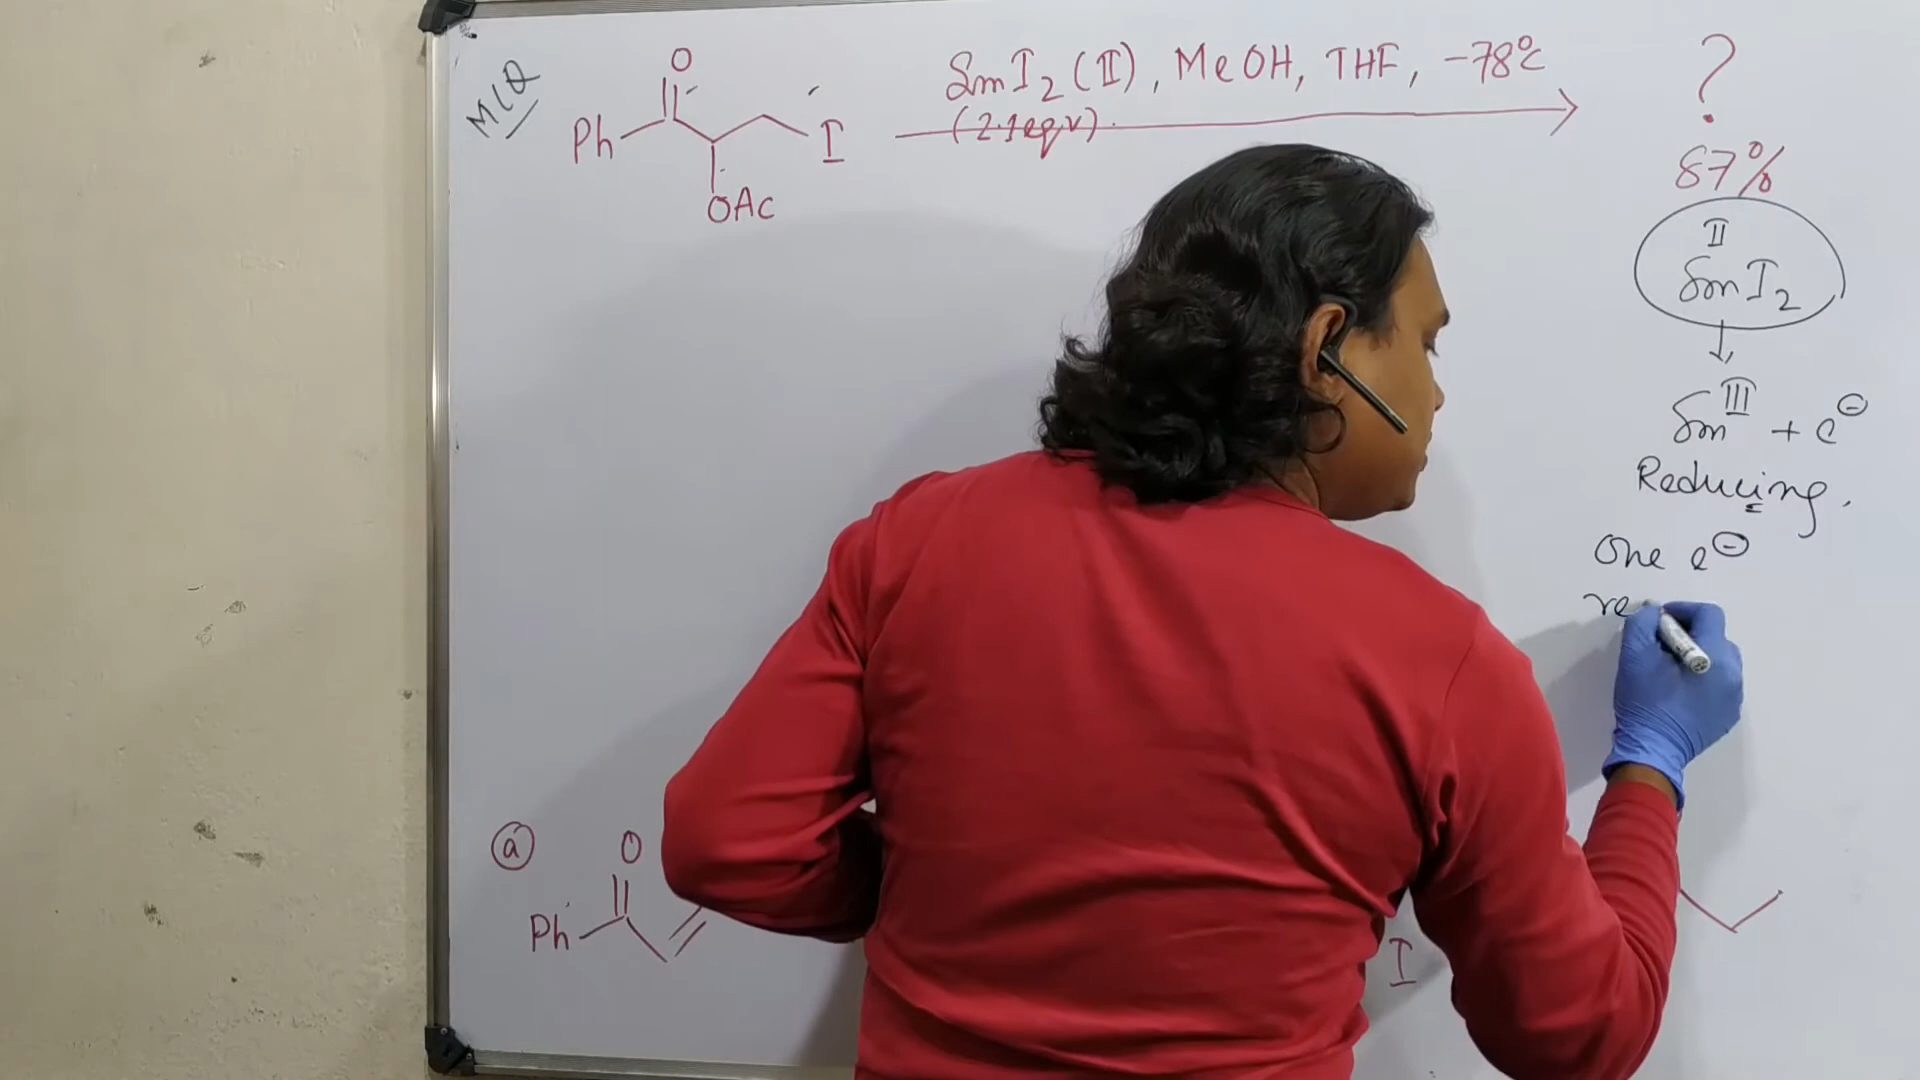 MCQ
O
Ph
I
OAc
SmI2 (II), MeOH, THF, -78°C
(2.1 eqv).
?
87%
II
SmI2
Sm III + e⊖
Reducing.
One e⊖
re
ⓐ
O
Ph
I